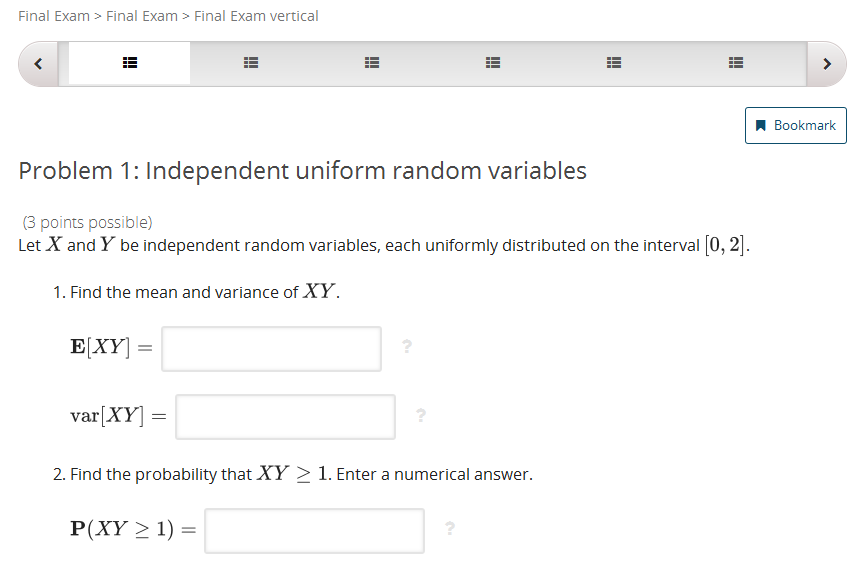 Final Exam > Final Exam > Final Exam vertical
Bookmark
Problem 1: Independent uniform random variables
(3 points possible)
Let X and Y be independent random variables, each uniformly distributed on the interval [0, 2].
1. Find the mean and variance of XY.
E[XY] =
?
var[XY] =
?
2. Find the probability that XY ≥ 1. Enter a numerical answer.
P(XY ≥ 1) =
?